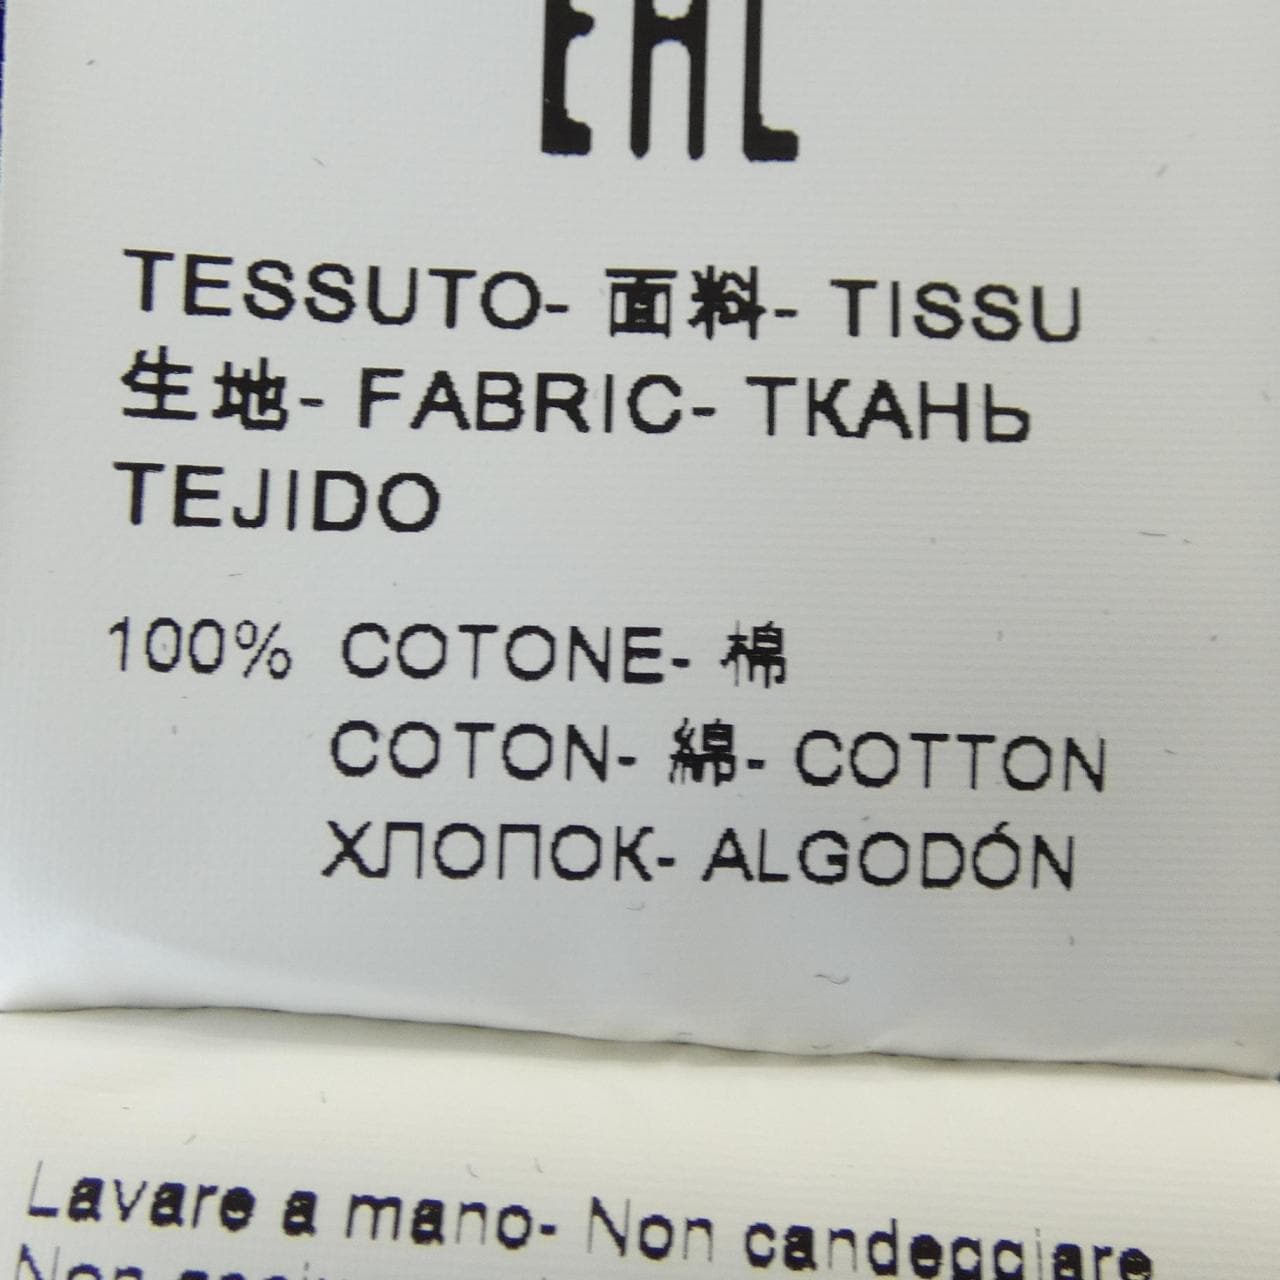 EAC
TESSUTO- 面料- TISSU
生地- FABRIC- ТКАНЬ
TEJIDO
100% COTONE- 棉
COTON- 綿- COTTON
ХЛОПОК- ALGODÓN
Lavare a mano- Non candeggiare
Non